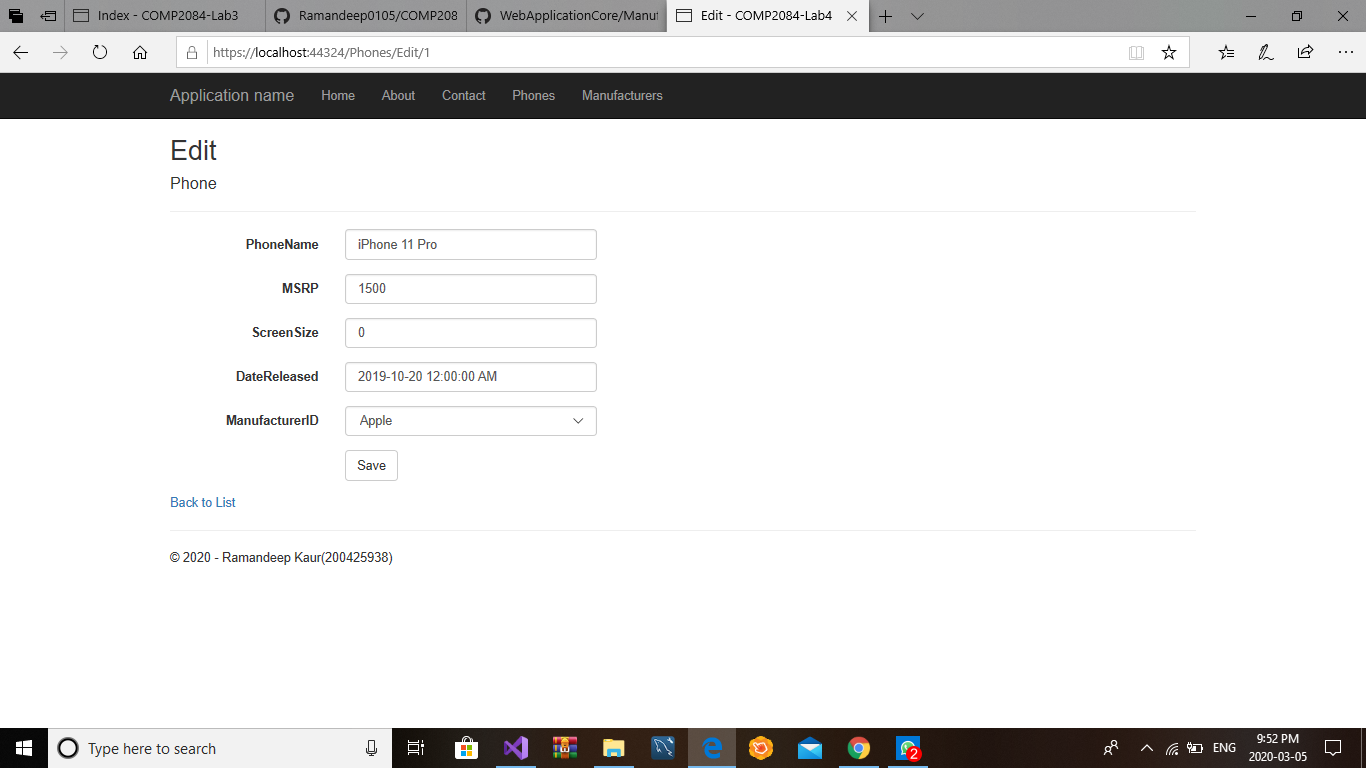 Index - COMP2084-Lab3 Ramandeep0105/COMP208 WebApplicationCore/Manuf Edit - COMP2084-Lab4
https://localhost:44324/Phones/Edit/1
Application name Home About Contact Phones Manufacturers
Edit
Phone
PhoneName iPhone 11 Pro
MSRP 1500
ScreenSize 0
DateReleased 2019-10-20 12:00:00 AM
ManufacturerID Apple
Save
Back to List
© 2020 - Ramandeep Kaur(200425938)
Type here to search 2 ENG 9:52 PM
2020-03-05